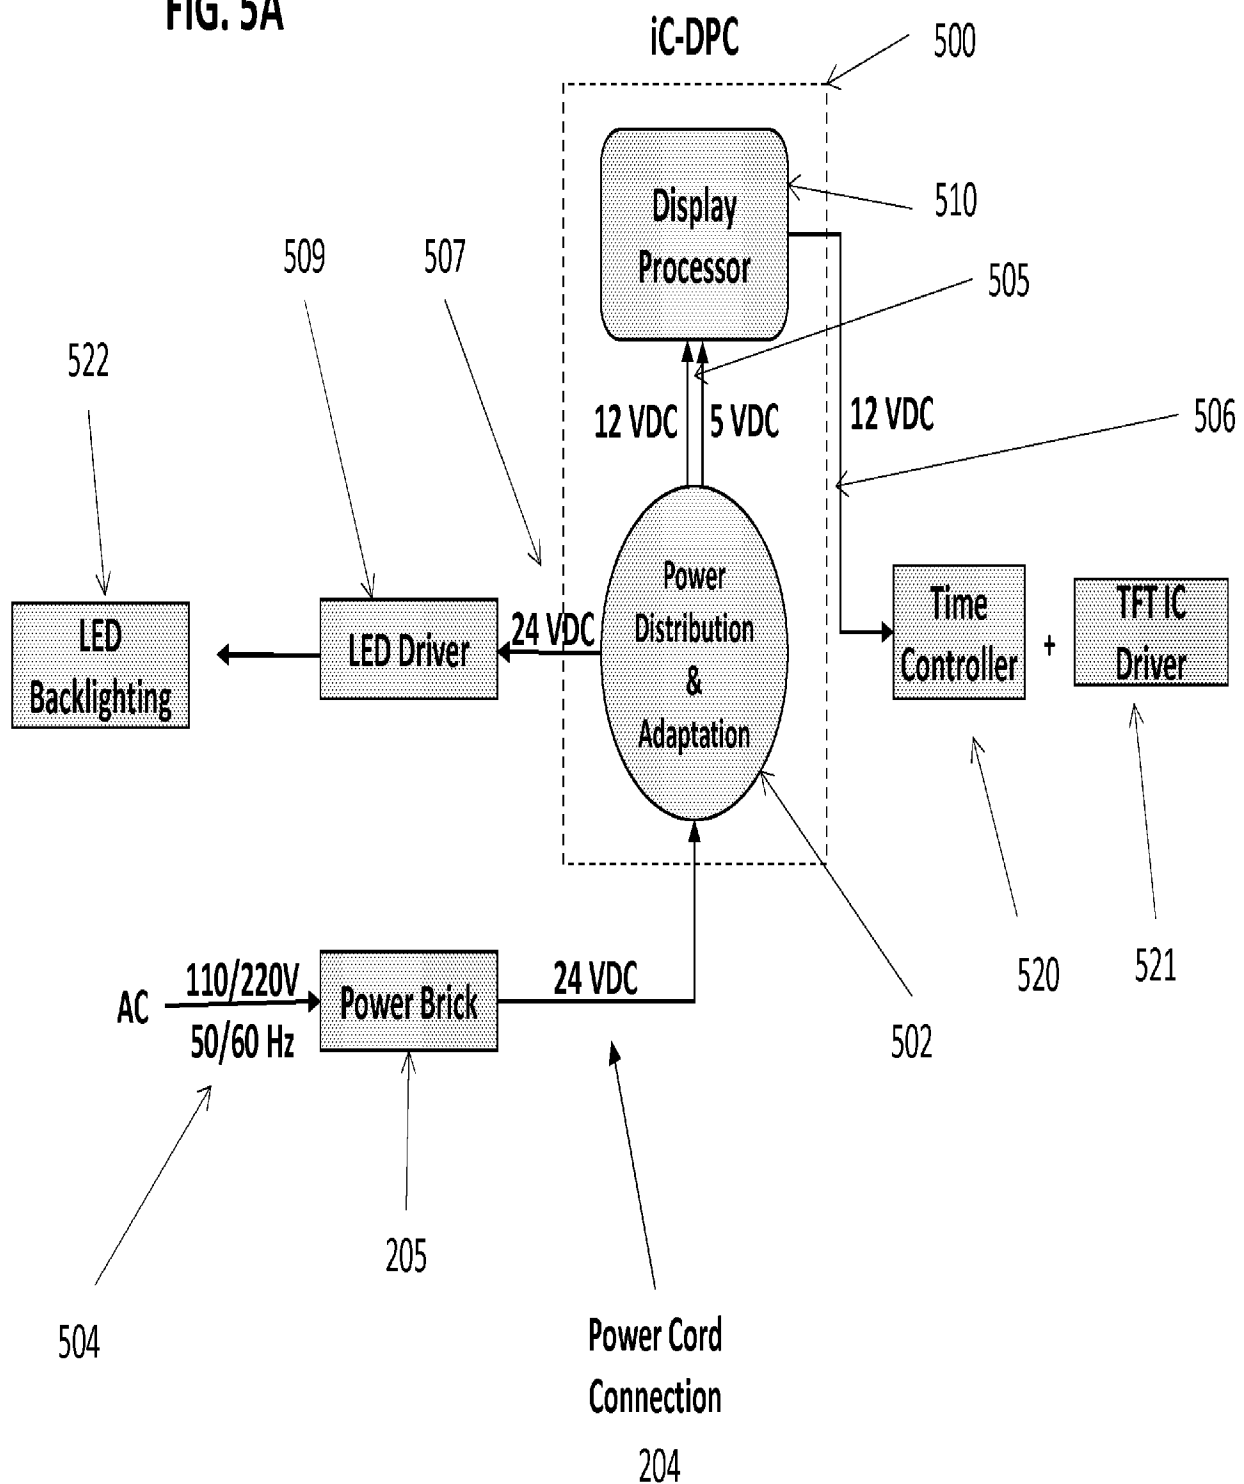 FIG. 5A
iC-DPC
500
Display
Processor
510
509
507
505
522
12 VDC
5 VDC
12 VDC
506
Power
Distribution
&
Adaptation
24 VDC
LED Driver
LED
Backlighting
Time
Controller
+
TFT IC
Driver
520
521
502
AC
110/220V
50/60 Hz
Power Brick
24 VDC
205
504
Power Cord
Connection
204